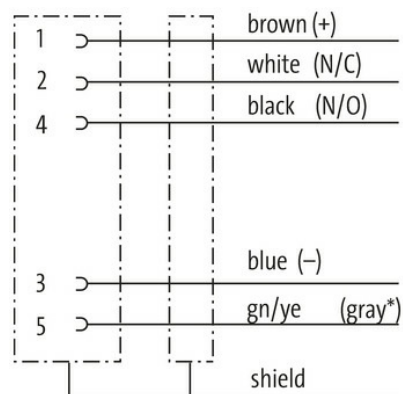 1 brown (+)
2 white (N/C)
4 black (N/O)
3 blue (–)
5 gn/ye (gray*)
shield